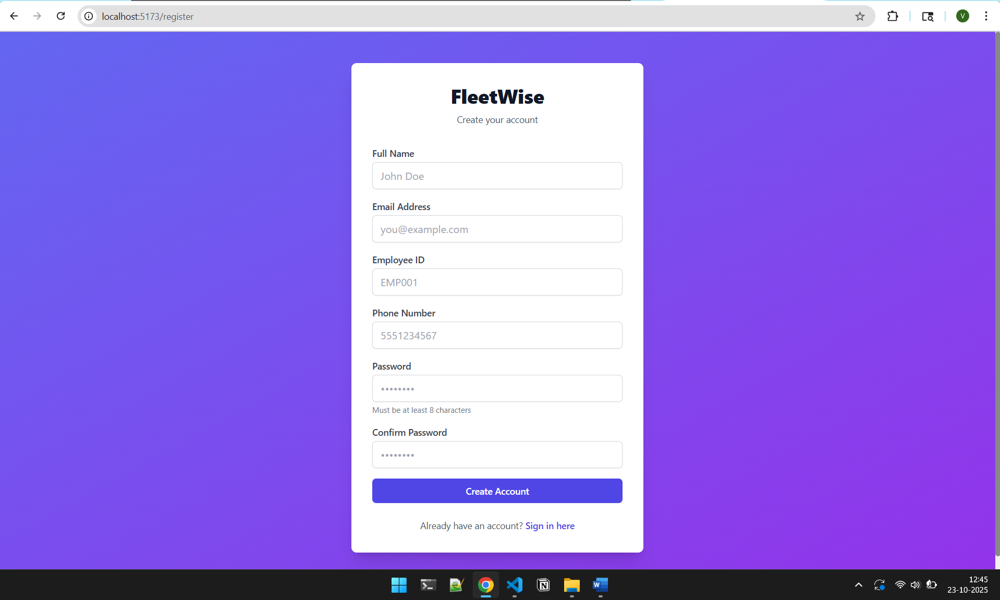 localhost:5173/register
V
FleetWise
Create your account
Full Name
John Doe
Email Address
you@example.com
Employee ID
EMP001
Phone Number
5551234567
Password
••••••••
Must be at least 8 characters
Confirm Password
••••••••
Create Account
Already have an account? Sign in here
12:45
23-10-2025